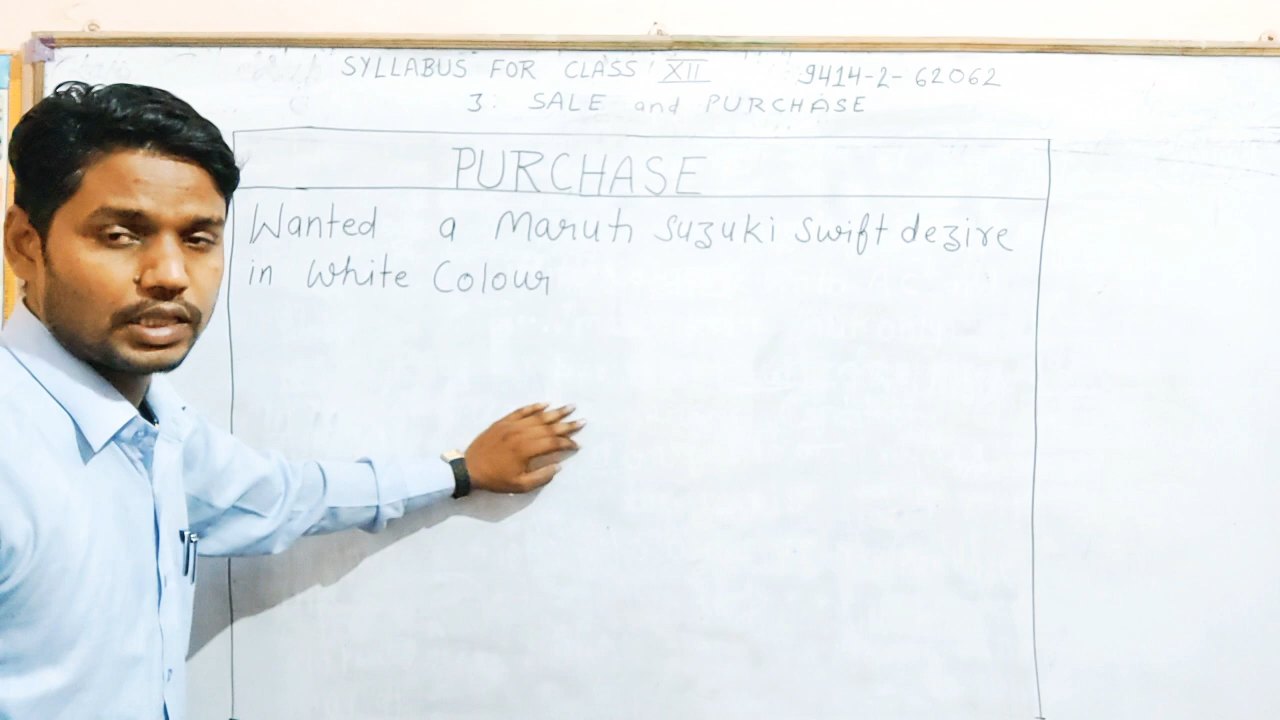 SYLLABUS FOR CLASS XII 9414-2-62062
3: SALE and PURCHASE
PURCHASE
Wanted a Maruti Suzuki Swift dezire
in white Colour